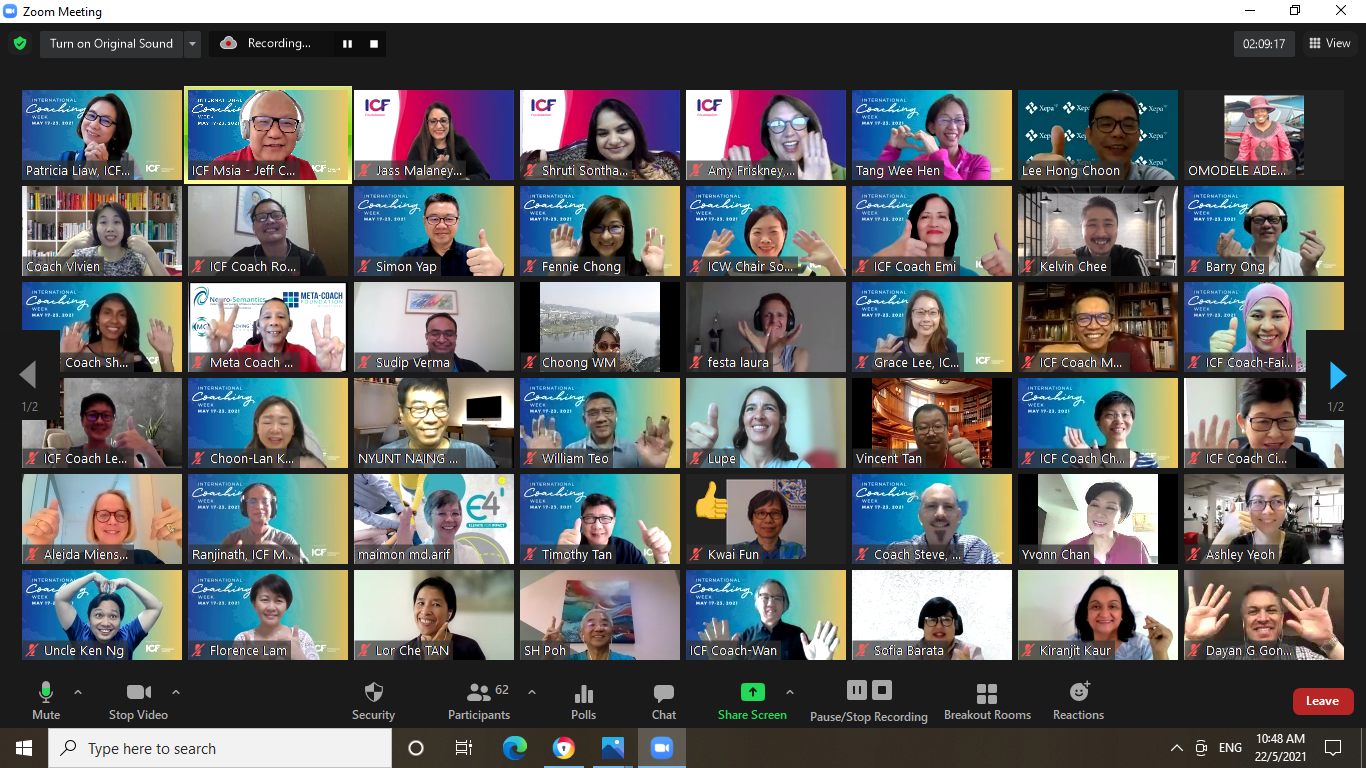 Zoom Meeting
Turn on Original Sound
Recording...
02:09:17
View
INTERNATIONAL
Coaching
WEEK
MAY 17-23, 2021
ICF
Patricia Liaw, ICF...
ICF Msia - Jeff C...
ICF
Jass Malaney...
ICF
Shruti Sontha...
ICF
Amy Friskney,...
Tang Wee Hen
Xepa
Lee Hong Choon
OMODELE ADE...
Coach VIvien
ICF Coach Ro...
Simon Yap
Fennie Chong
ICW Chair So...
ICF Coach Emi
Kelvin Chee
Barry Ong
Coach Sh...
Neuro-Semantics
META-COACH
FOUNDATION
Meta Coach ...
Sudip Verma
Choong WM
festa laura
Grace Lee, IC...
ICF Coach M...
ICF Coach-Fai...
1/2
1/2
ICF Coach Le...
Choon-Lan K...
NYUNT NAING ...
William Teo
Lupe
Vincent Tan
ICF Coach Ch...
ICF Coach Ci...
Aleida Miens...
Ranjinath, ICF M...
E4
maimon md.arif
Timothy Tan
Kwai Fun
Coach Steve, ...
Yvonn Chan
Ashley Yeoh
Uncle Ken Ng
Florence Lam
Lor Che TAN
SH Poh
ICF Coach-Wan
Sofia Barata
Kiranjit Kaur
Dayan G Gon...
Mute
Stop Video
Security
Participants
62
Polls
Chat
Share Screen
Pause/Stop Recording
Breakout Rooms
Reactions
Leave
Type here to search
ENG
10:48 AM
22/5/2021